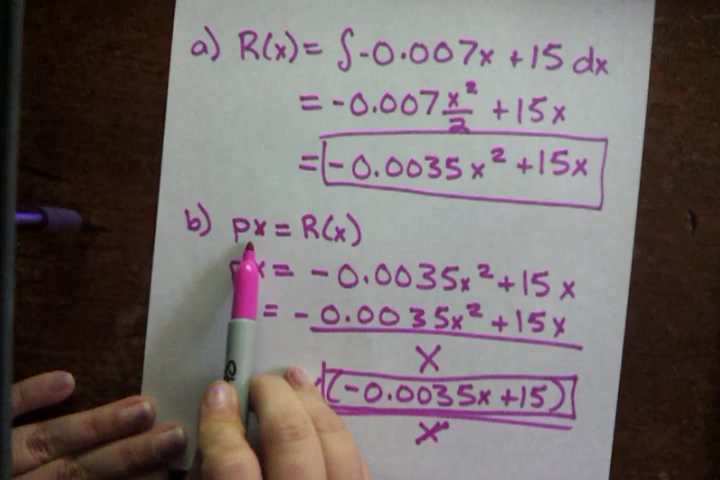 a) R(x) = ∫-0.007x + 15 dx
= -0.007 x²/2 + 15x
= -0.0035x² + 15x
b) px = R(x)
x = -0.0035x² + 15x
= -0.0035x² + 15x / x
(-0.0035x + 15) / x